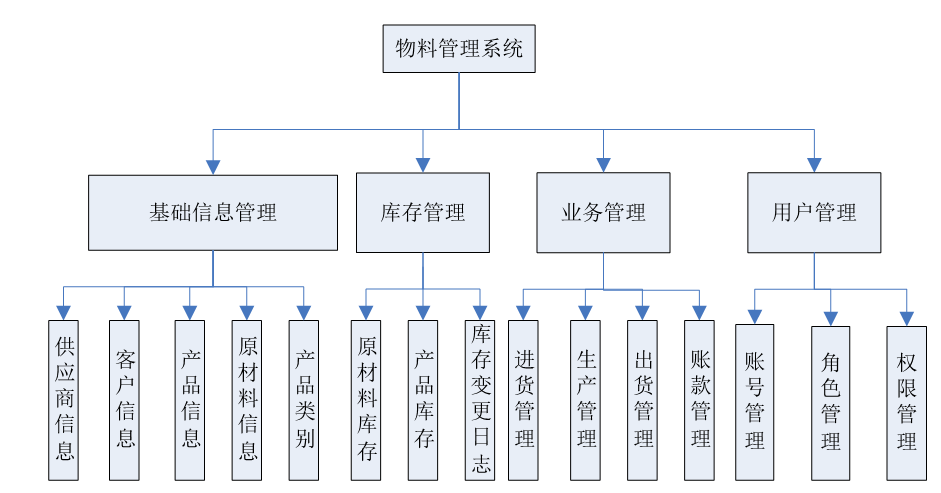 物料管理系统
基础信息管理
库存管理
业务管理
用户管理
供应商信息
客户信息
产品信息
原材料信息
产品类别
原材料库存
产品库存
库存变更日志
进货管理
生产管理
出货管理
账款管理
账号管理
角色管理
权限管理